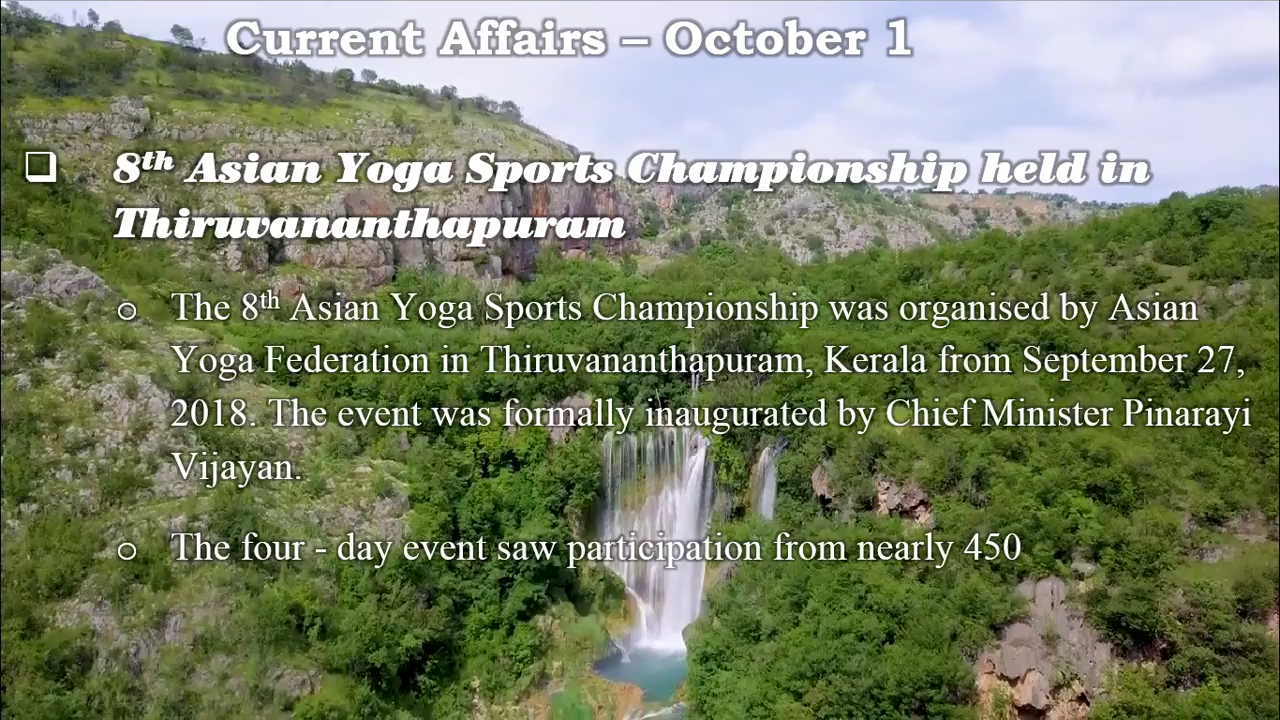 Current Affairs – October 1
❑ 8th Asian Yoga Sports Championship held in
Thiruvananthapuram
o The 8th Asian Yoga Sports Championship was organised by Asian
Yoga Federation in Thiruvananthapuram, Kerala from September 27,
2018. The event was formally inaugurated by Chief Minister Pinarayi
Vijayan.
o The four - day event saw participation from nearly 450